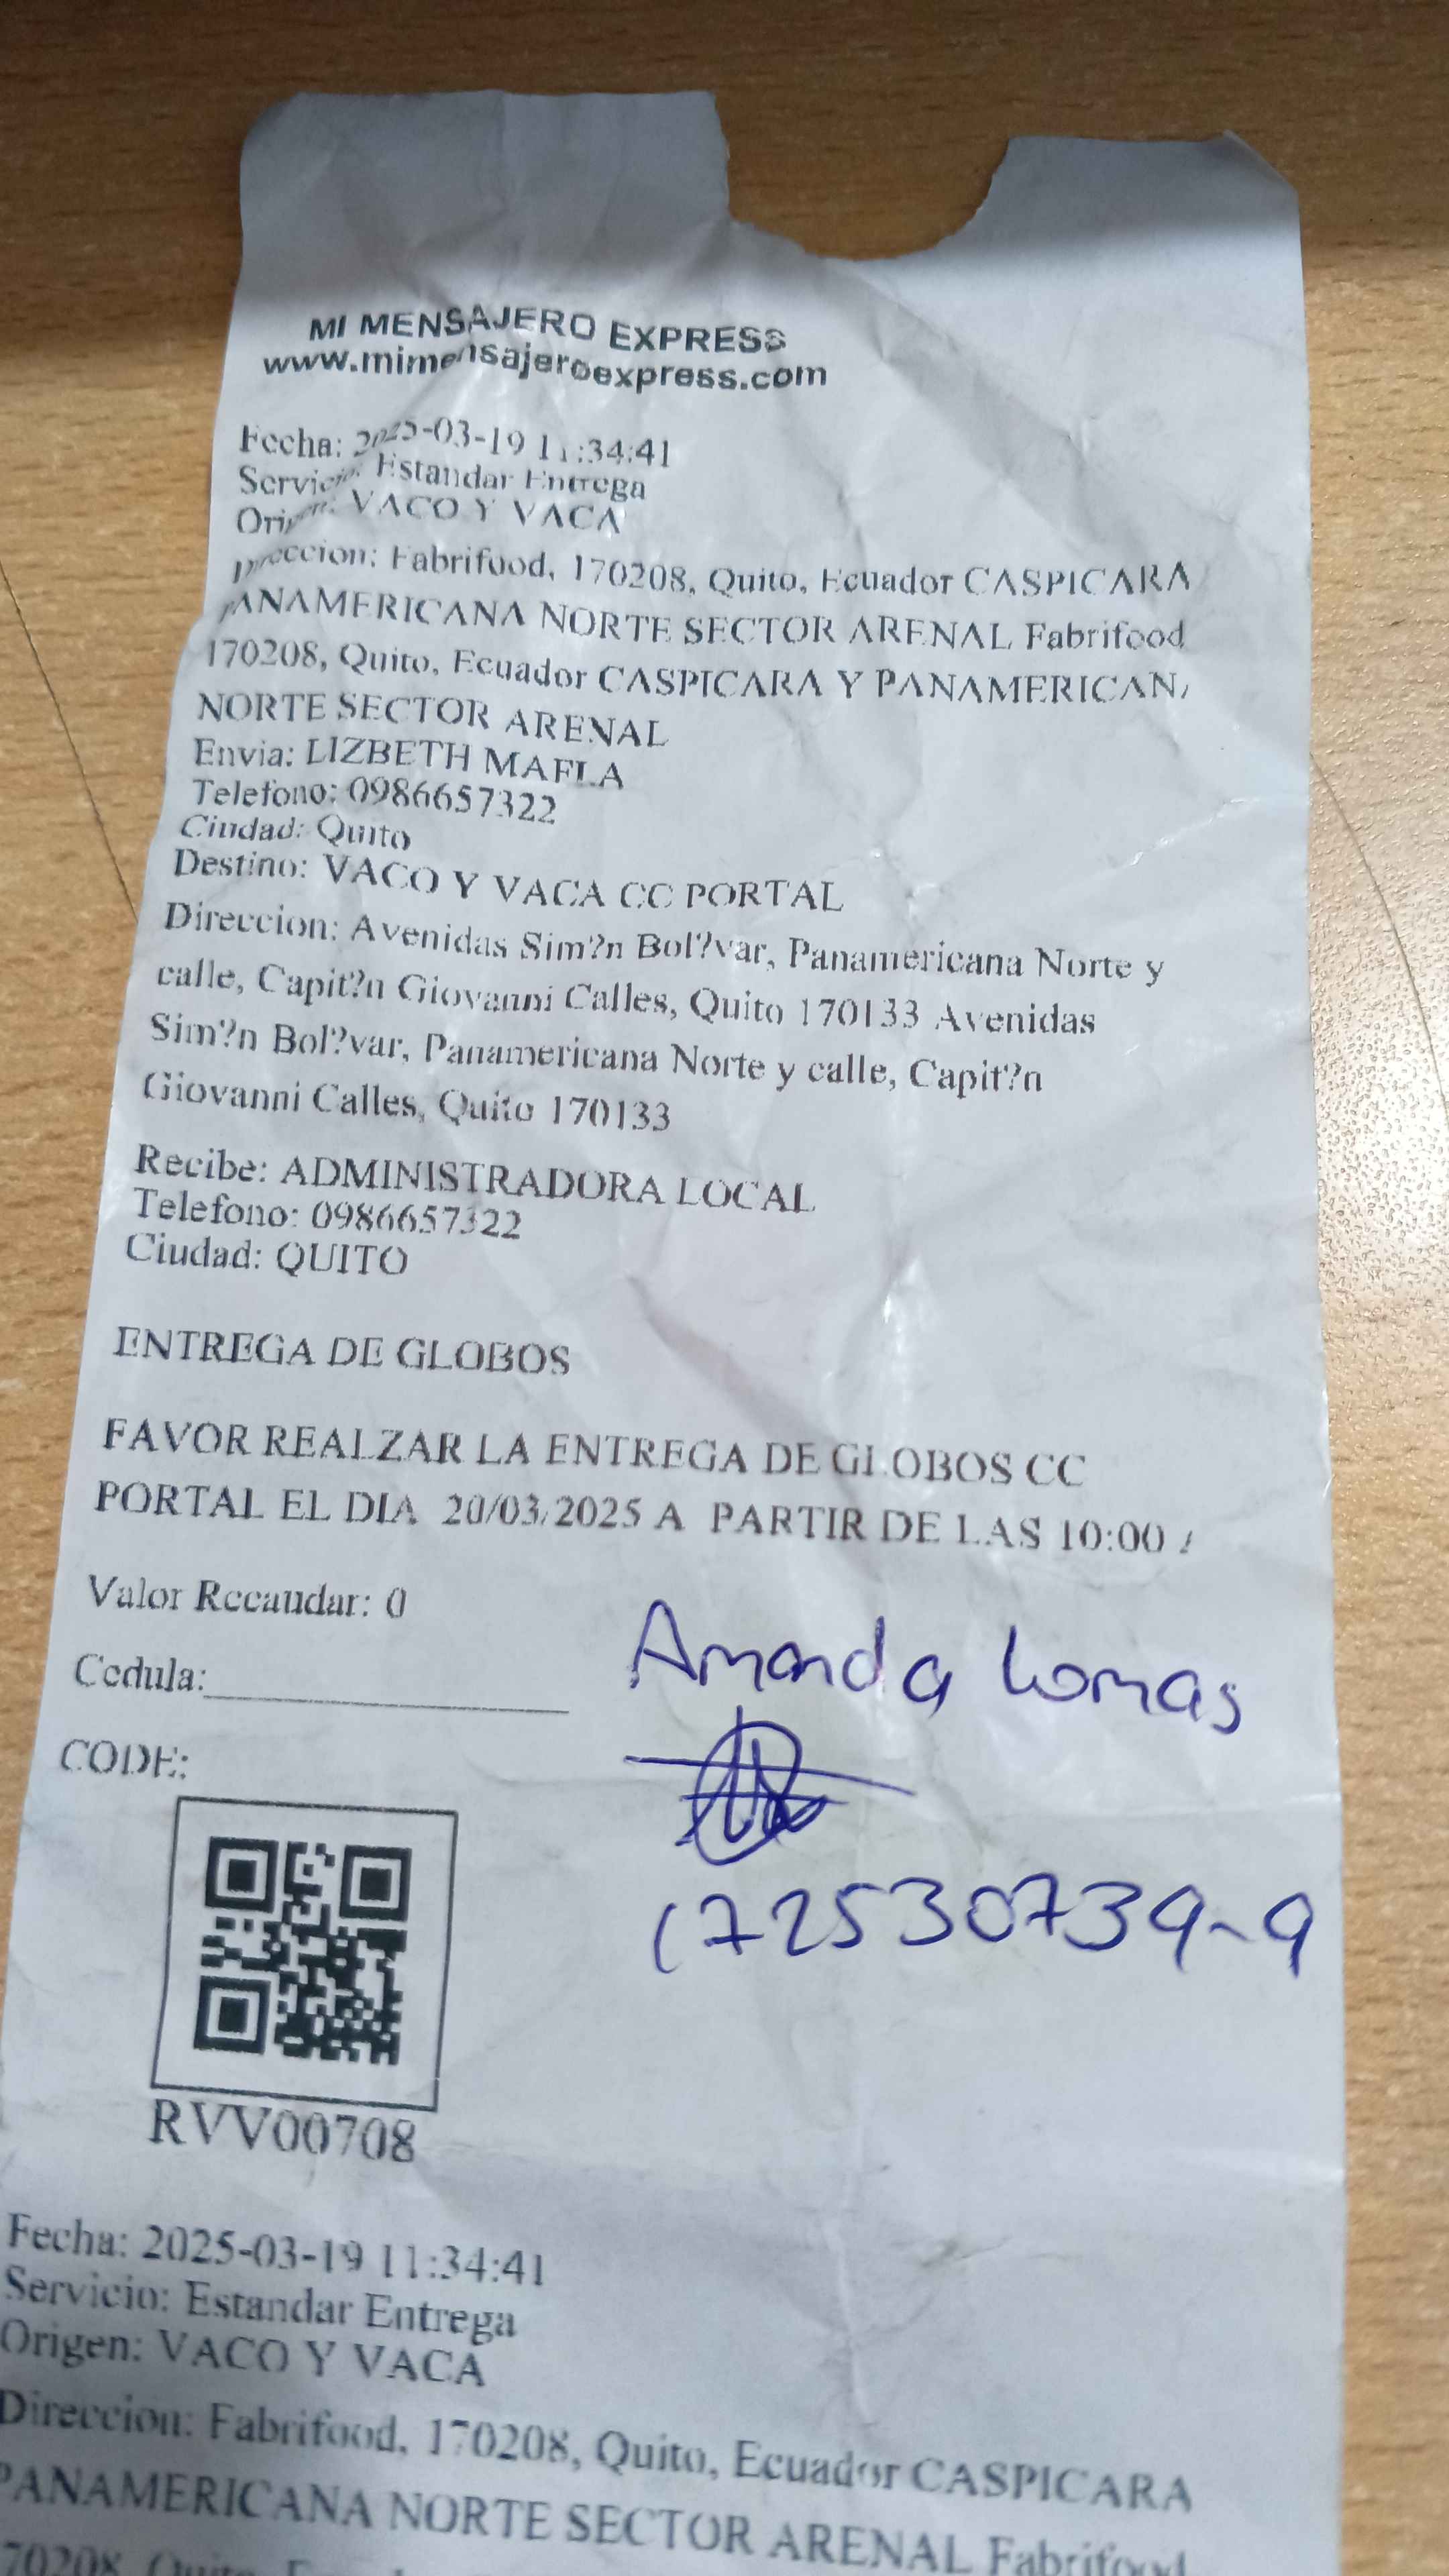 MI MENSAJERO EXPRESS
www.mimensajeroexpress.com
Fecha: 2025-03-19 11:34:41
Servicio: Estandar Entrega
Origen: VACO Y VACA
Direccion: Fabrifood, 170208, Quito, Ecuador CASPICARA
PANAMERICANA NORTE SECTOR ARENAL Fabrifood
170208, Quito, Ecuador CASPICARA Y PANAMERICANA
NORTE SECTOR ARENAL
Envia: LIZBETH MAFLA
Telefono: 0986657322
Ciudad: Quito
Destino: VACO Y VACA CC PORTAL
Direccion: Avenidas Sim?n Bol?var, Panamericana Norte y
calle, Capit?n Giovanni Calles, Quito 170133 Avenidas
Sim?n Bol?var, Panamericana Norte y calle, Capit?n
Giovanni Calles, Quito 170133
Recibe: ADMINISTRADORA LOCAL
Telefono: 0986657322
Ciudad: QUITO
ENTREGA DE GLOBOS
FAVOR REALZAR LA ENTREGA DE GLOBOS CC
PORTAL EL DIA 20/03/2025 A PARTIR DE LAS 10:00
Valor Recaudar: 0
Amanda Lomas
Cedula:
CODE:
172530739-9
RVV00708
Fecha: 2025-03-19 11:34:41
Servicio: Estandar Entrega
Origen: VACO Y VACA
Direccion: Fabrifood, 170208, Quito, Ecuador CASPICARA
PANAMERICANA NORTE SECTOR ARENAL Fabrifood